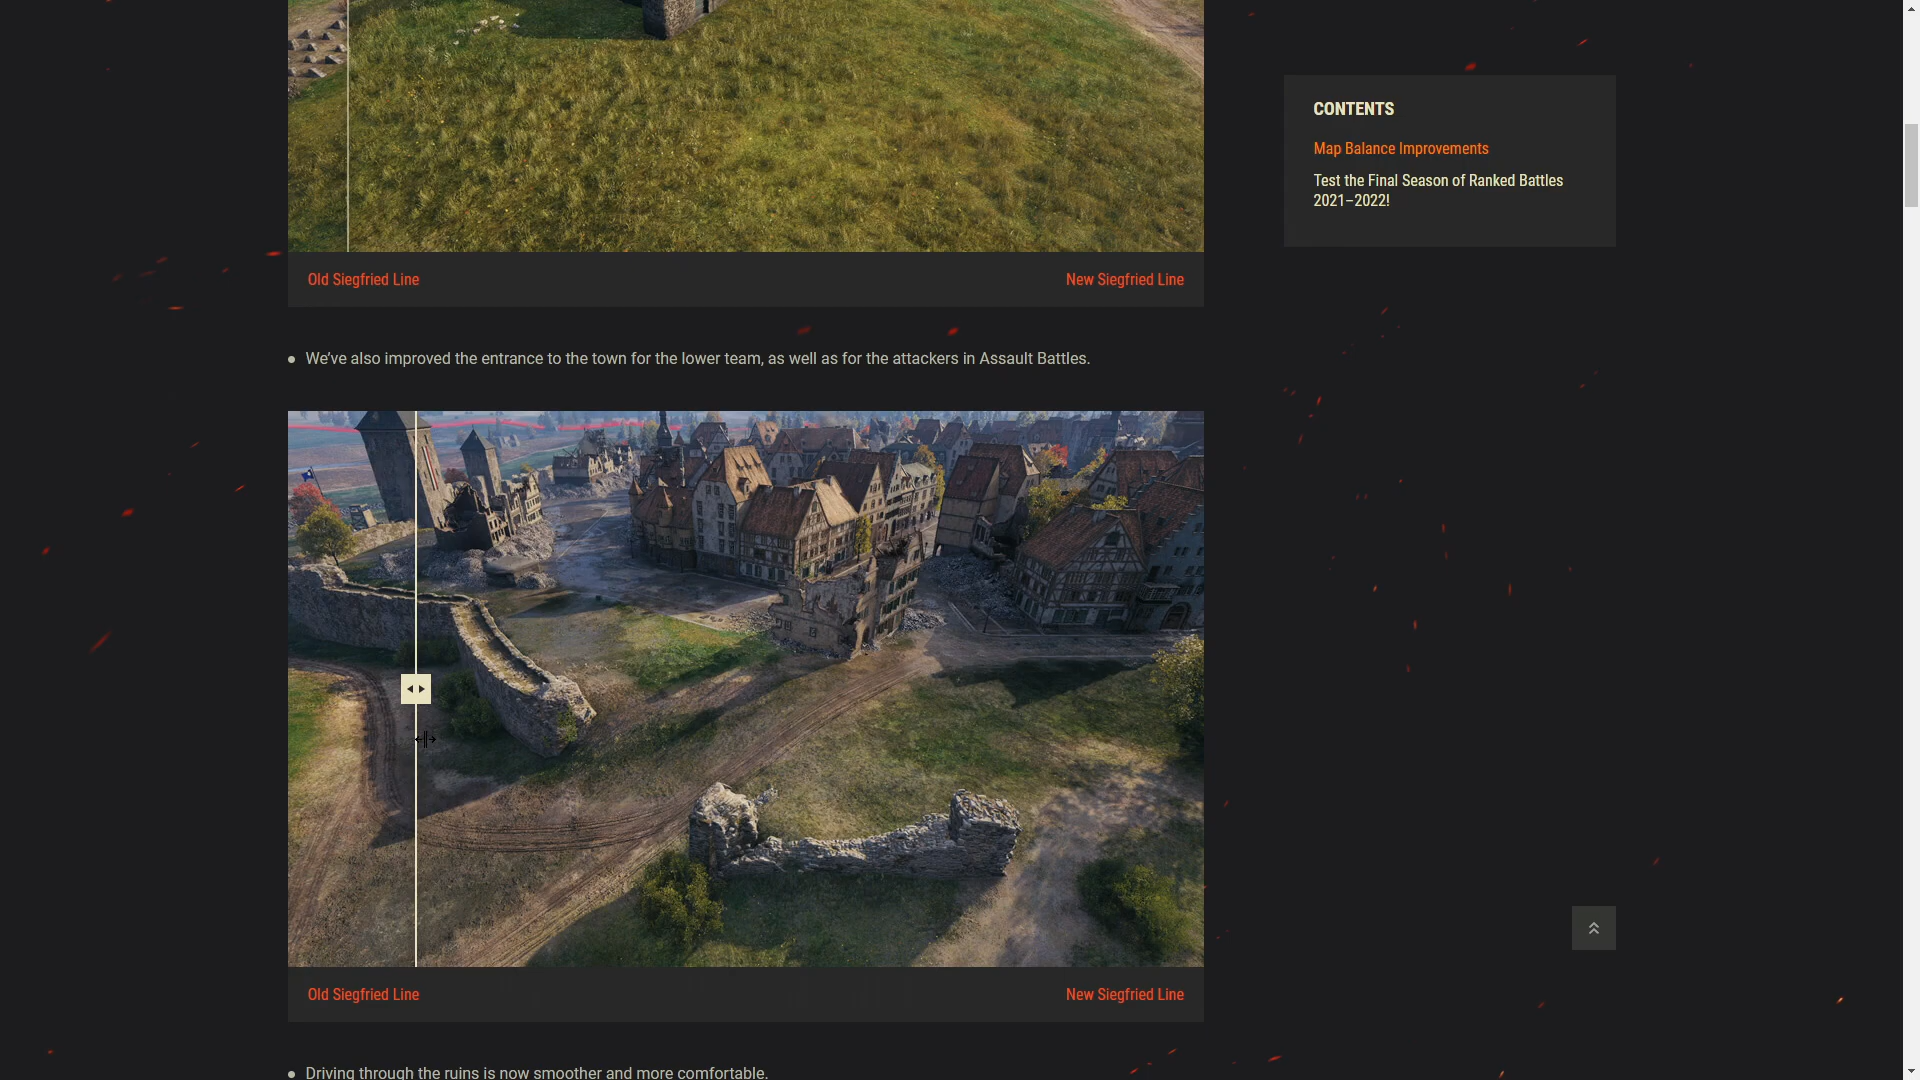 CONTENTS
Map Balance Improvements
Test the Final Season of Ranked Battles
2021–2022!
Old Siegfried Line
New Siegfried Line
We’ve also improved the entrance to the town for the lower team, as well as for the attackers in Assault Battles.
Old Siegfried Line
New Siegfried Line
Driving through the ruins is now smoother and more comfortable.